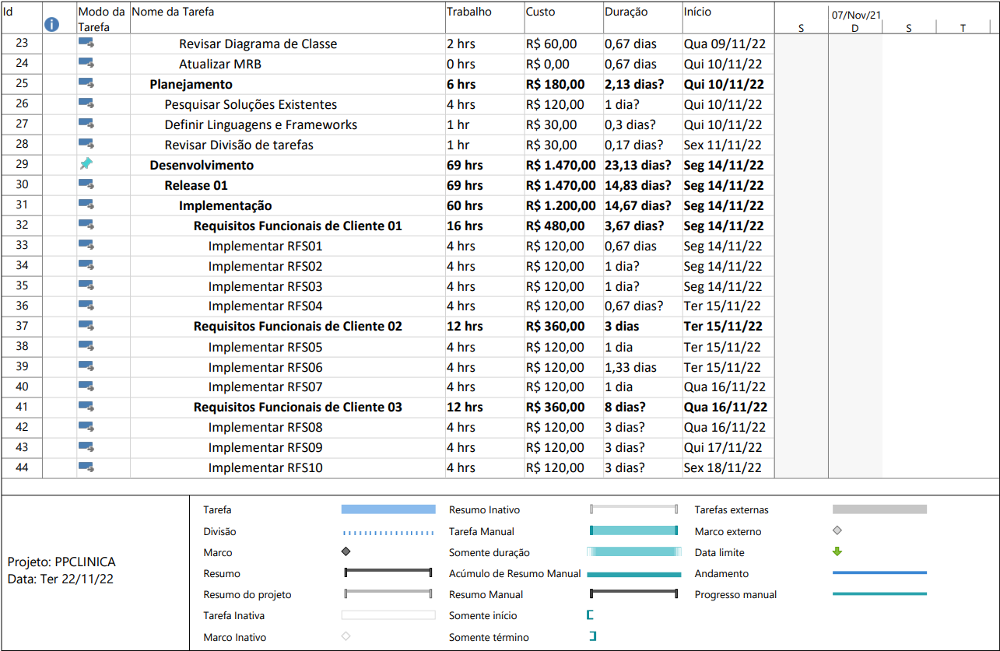 Id Modo da Tarefa Nome da Tarefa Trabalho Custo Duração Início 07/Nov/21
S D S T
23 Revisar Diagrama de Classe 2 hrs R$ 60,00 0,67 dias Qua 09/11/22
24 Atualizar MRB 0 hrs R$ 0,00 0,67 dias Qui 10/11/22
25 Planejamento 6 hrs R$ 180,00 2,13 dias? Qui 10/11/22
26 Pesquisar Soluções Existentes 4 hrs R$ 120,00 1 dia? Qui 10/11/22
27 Definir Linguagens e Frameworks 1 hr R$ 30,00 0,3 dias? Qui 10/11/22
28 Revisar Divisão de tarefas 1 hr R$ 30,00 0,17 dias? Sex 11/11/22
29 Desenvolvimento 69 hrs R$ 1.470,00 23,13 dias? Seg 14/11/22
30 Release 01 69 hrs R$ 1.470,00 14,83 dias? Seg 14/11/22
31 Implementação 60 hrs R$ 1.200,00 14,67 dias? Seg 14/11/22
32 Requisitos Funcionais de Cliente 01 16 hrs R$ 480,00 3,67 dias? Seg 14/11/22
33 Implementar RFS01 4 hrs R$ 120,00 0,67 dias Seg 14/11/22
34 Implementar RFS02 4 hrs R$ 120,00 1 dia? Seg 14/11/22
35 Implementar RFS03 4 hrs R$ 120,00 1 dia? Seg 14/11/22
36 Implementar RFS04 4 hrs R$ 120,00 0,67 dias? Ter 15/11/22
37 Requisitos Funcionais de Cliente 02 12 hrs R$ 360,00 3 dias Ter 15/11/22
38 Implementar RFS05 4 hrs R$ 120,00 1 dia Ter 15/11/22
39 Implementar RFS06 4 hrs R$ 120,00 1,33 dias Ter 15/11/22
40 Implementar RFS07 4 hrs R$ 120,00 1 dia Qua 16/11/22
41 Requisitos Funcionais de Cliente 03 12 hrs R$ 360,00 8 dias? Qua 16/11/22
42 Implementar RFS08 4 hrs R$ 120,00 3 dias? Qua 16/11/22
43 Implementar RFS09 4 hrs R$ 120,00 3 dias? Qui 17/11/22
44 Implementar RFS10 4 hrs R$ 120,00 3 dias? Sex 18/11/22
Projeto: PPCLINICA
Data: Ter 22/11/22
Tarefa
Divisão
Marco
Resumo
Resumo do projeto
Tarefa Inativa
Marco Inativo
Resumo Inativo
Tarefa Manual
Somente duração
Acúmulo de Resumo Manual
Resumo Manual
Somente início
Somente término
Tarefas externas
Marco externo
Data limite
Andamento
Progresso manual